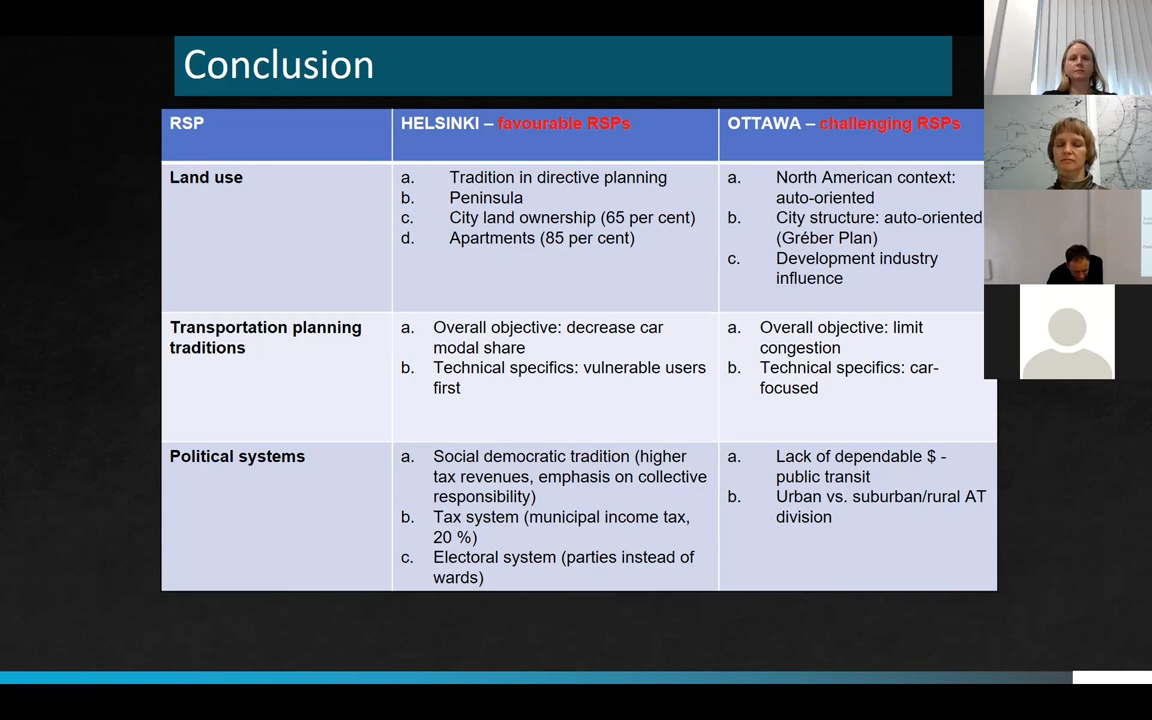 Conclusion
RSP
HELSINKI – favourable RSPs
OTTAWA – challenging RSPs
Land use
a. Tradition in directive planning
b. Peninsula
c. City land ownership (65 per cent)
d. Apartments (85 per cent)
a. North American context:
auto-oriented
b. City structure: auto-oriented
(Gréber Plan)
c. Development industry
influence
Transportation planning
traditions
a. Overall objective: decrease car
modal share
b. Technical specifics: vulnerable users
first
a. Overall objective: limit
congestion
b. Technical specifics: car-
focused
Political systems
a. Social democratic tradition (higher
tax revenues, emphasis on collective
responsibility)
b. Tax system (municipal income tax,
20 %)
c. Electoral system (parties instead of
wards)
a. Lack of dependable $ -
public transit
b. Urban vs. suburban/rural AT
division